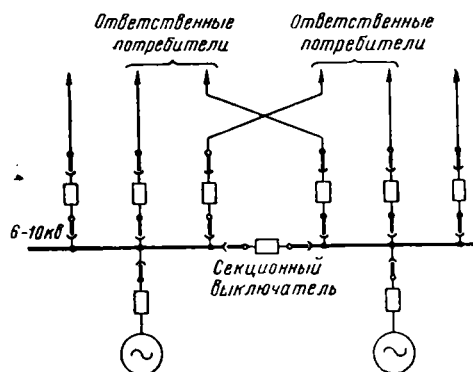 Ответственные
потребители
Ответственные
потребители
6-10кв
Секционный
выключатель